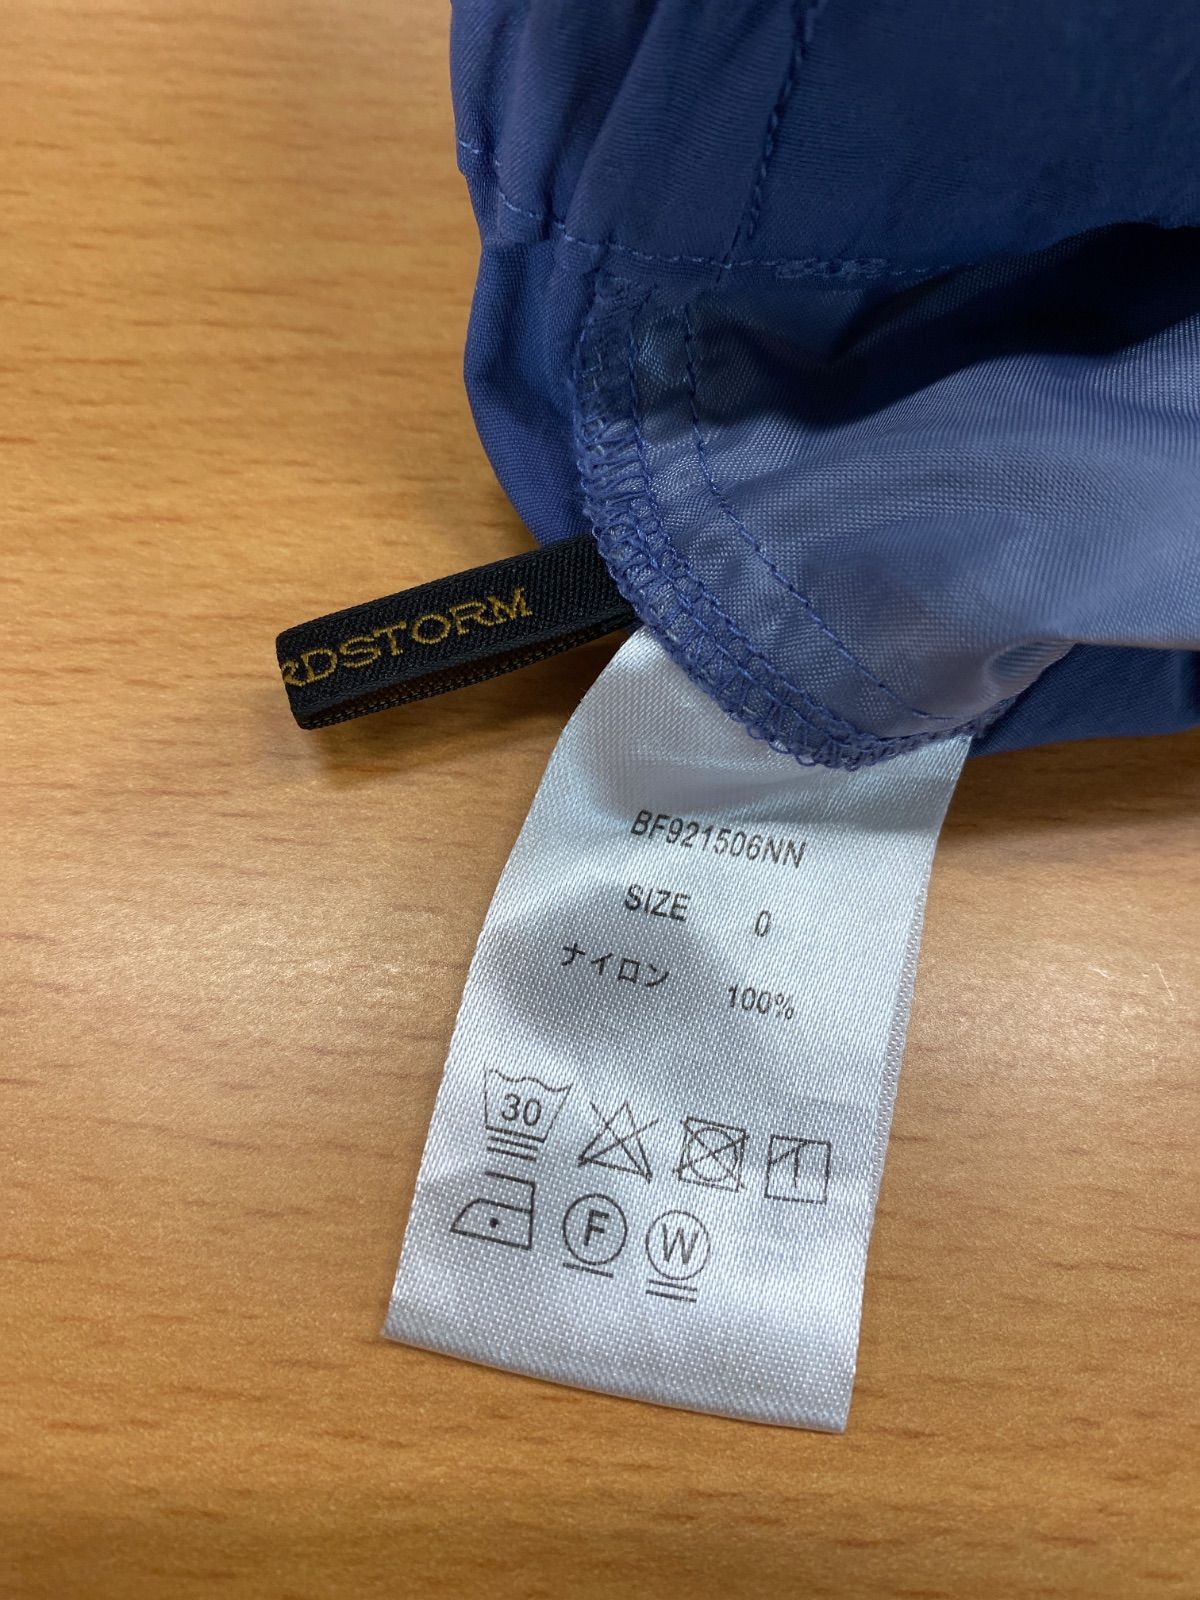 RDSTORM
BF921506NN
SIZE 0
ナイロン 100%
30
F W